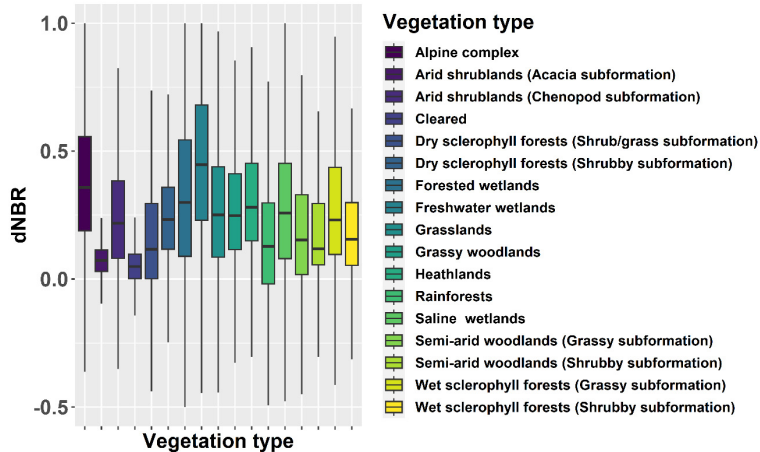 1.0
0.5
0.0
-0.5
dNBR
Vegetation type
Vegetation type
Alpine complex
Arid shrublands (Acacia subformation)
Arid shrublands (Chenopod subformation)
Cleared
Dry sclerophyll forests (Shrub/grass subformation)
Dry sclerophyll forests (Shrubby subformation)
Forested wetlands
Freshwater wetlands
Grasslands
Grassy woodlands
Heathlands
Rainforests
Saline wetlands
Semi-arid woodlands (Grassy subformation)
Semi-arid woodlands (Shrubby subformation)
Wet sclerophyll forests (Grassy subformation)
Wet sclerophyll forests (Shrubby subformation)